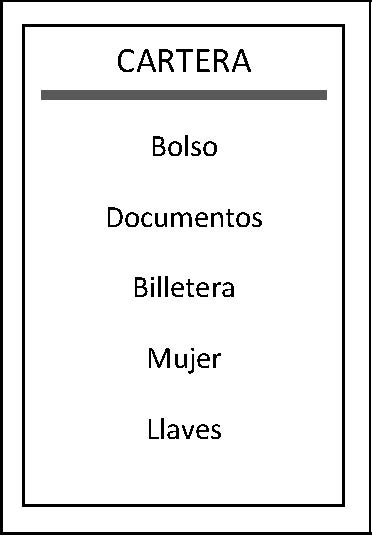 CARTERA
Bolso
Documentos
Billetera
Mujer
Llaves